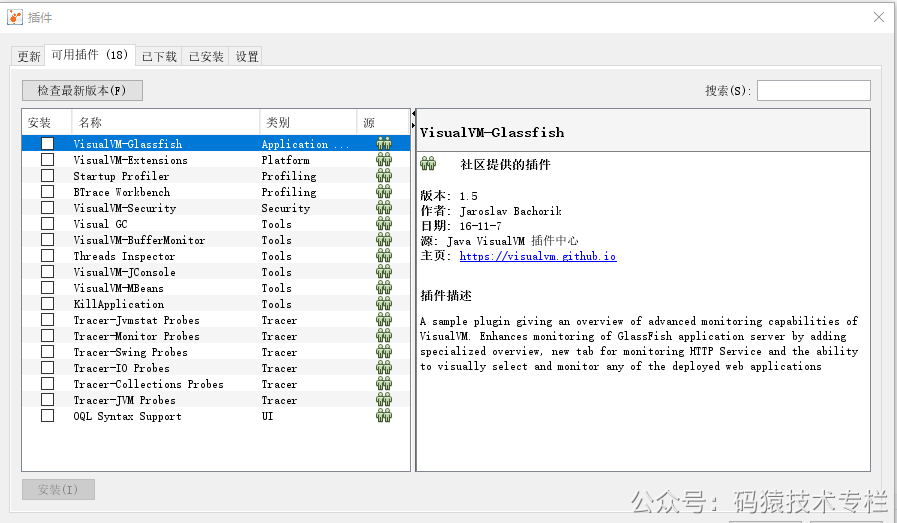 插件
更新 可用插件 (18) 已下载 已安装 设置
检查最新版本(F) 搜索(S):
安装 名称 类别 源
VisualVM-Glassfish Application ...
VisualVM-Extensions Platform
Startup Profiler Profiling
BTrace Workbench Profiling
VisualVM-Security Security
Visual GC Tools
VisualVM-BufferMonitor Tools
Threads Inspector Tools
VisualVM-JConsole Tools
VisualVM-MBeans Tools
KillApplication Tools
Tracer-Jvmstat Probes Tracer
Tracer-Monitor Probes Tracer
Tracer-Swing Probes Tracer
Tracer-IO Probes Tracer
Tracer-Collections Probes Tracer
Tracer-JVM Probes Tracer
OQL Syntax Support UI
VisualVM-Glassfish
社区提供的插件
版本: 1.5
作者: Jaroslav Bachorik
日期: 16-11-7
源: Java VisualVM 插件中心
主页: https://visualvm.github.io
插件描述
A sample plugin giving an overview of advanced monitoring capabilities of
VisualVM. Enhances monitoring of GlassFish application server by adding
specialized overview, new tab for monitoring HTTP Service and the ability
to visually select and monitor any of the deployed web applications
安装(I)
公众号: 码猿技术专栏